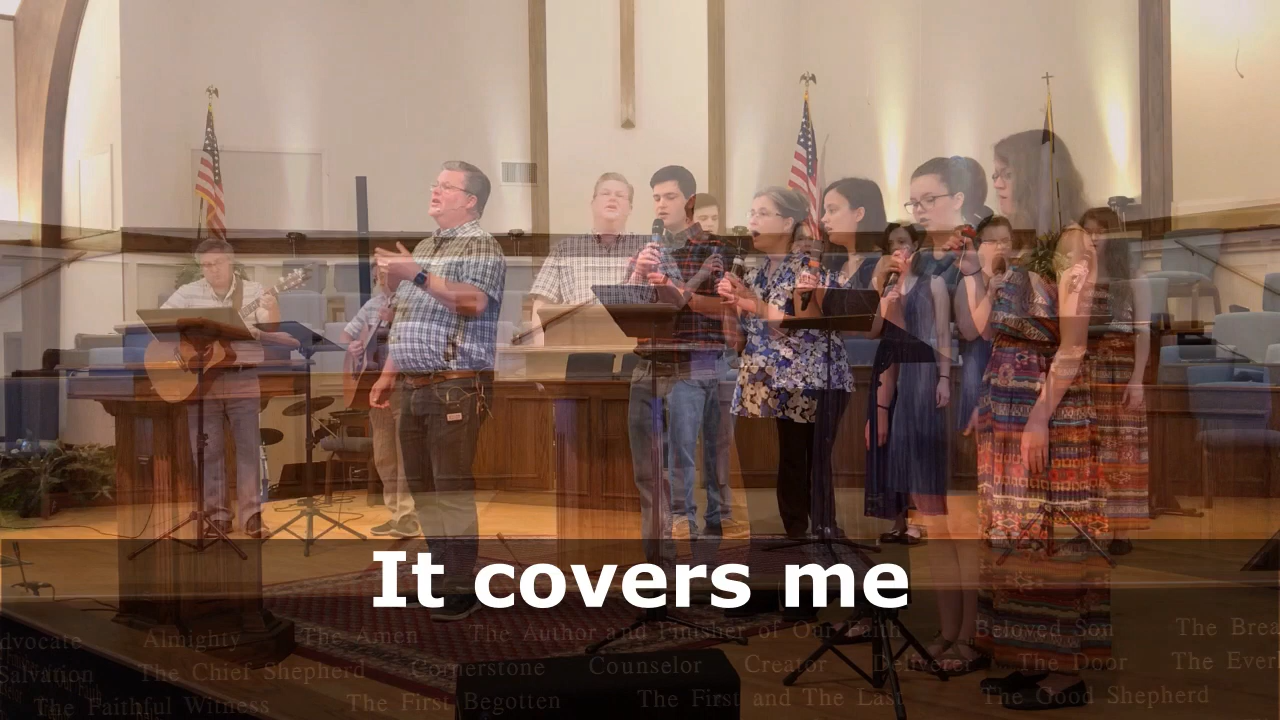 It covers me
dvocate Almighty The Amen The Author and Finisher of Our Faith Beloved Son The Brea
Salvation The Chief Shepherd Cornerstone Counselor Creator Deliverer The Door The Ever
The Faithful Witness The First Begotten The First and The Last The Good Shepherd